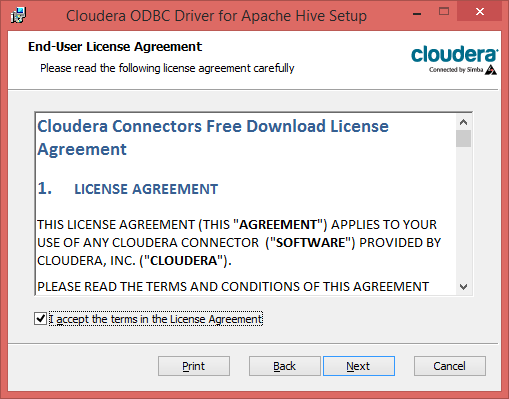 Cloudera ODBC Driver for Apache Hive Setup
End-User License Agreement
Please read the following license agreement carefully
cloudera
Connected by Simba
Cloudera Connectors Free Download License
Agreement
1. LICENSE AGREEMENT
THIS LICENSE AGREEMENT (THIS "AGREEMENT") APPLIES TO YOUR
USE OF ANY CLOUDERA CONNECTOR ("SOFTWARE") PROVIDED BY
CLOUDERA, INC. ("CLOUDERA").
PLEASE READ THE TERMS AND CONDITIONS OF THIS AGREEMENT
I accept the terms in the License Agreement
Print
Back
Next
Cancel